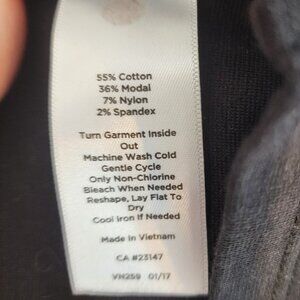 55% Cotton
36% Modal
7% Nylon
2% Spandex
Turn Garment Inside
Out
Machine Wash Cold
Gentle Cycle
Only Non-Chlorine
Bleach When Needed
Reshape, Lay Flat To
Dry
Cool Iron If Needed
Made in Vietnam
CA #23147
VN259 01/17